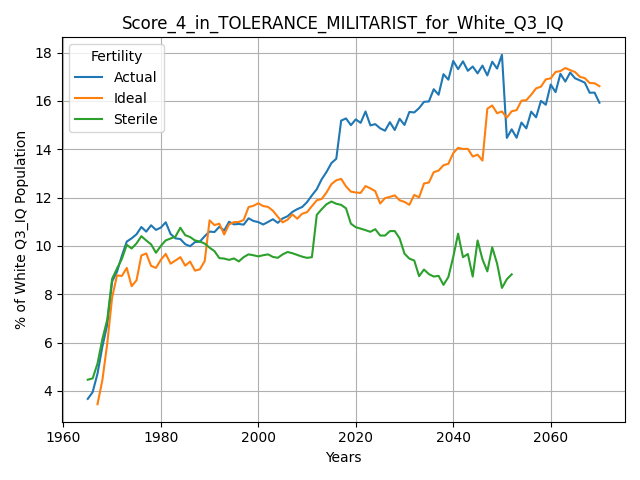 Score_4_in_TOLERANCE_MILITARIST_for_White_Q3_IQ
Fertility
Actual
Ideal
Sterile
% of White Q3_IQ Population
18
16
14
12
10
8
6
4
1960
1980
2000
2020
2040
2060
Years